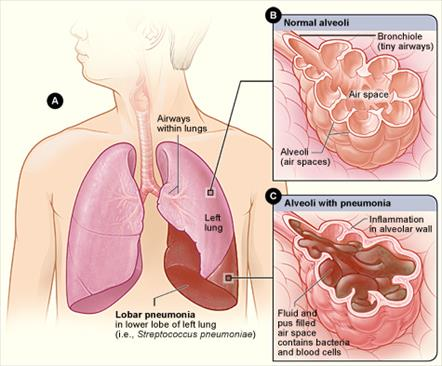 A
Airways
within lungs
Left
lung
Lobar pneumonia
in lower lobe of left lung
(i.e., Streptococcus pneumoniae)
B
Normal alveoli
Bronchiole
(tiny airways)
Air space
Alveoli
(air spaces)
C
Alveoli with pneumonia
Inflammation
in alveolar wall
Fluid and
pus filled
air space
contains bacteria
and blood cells